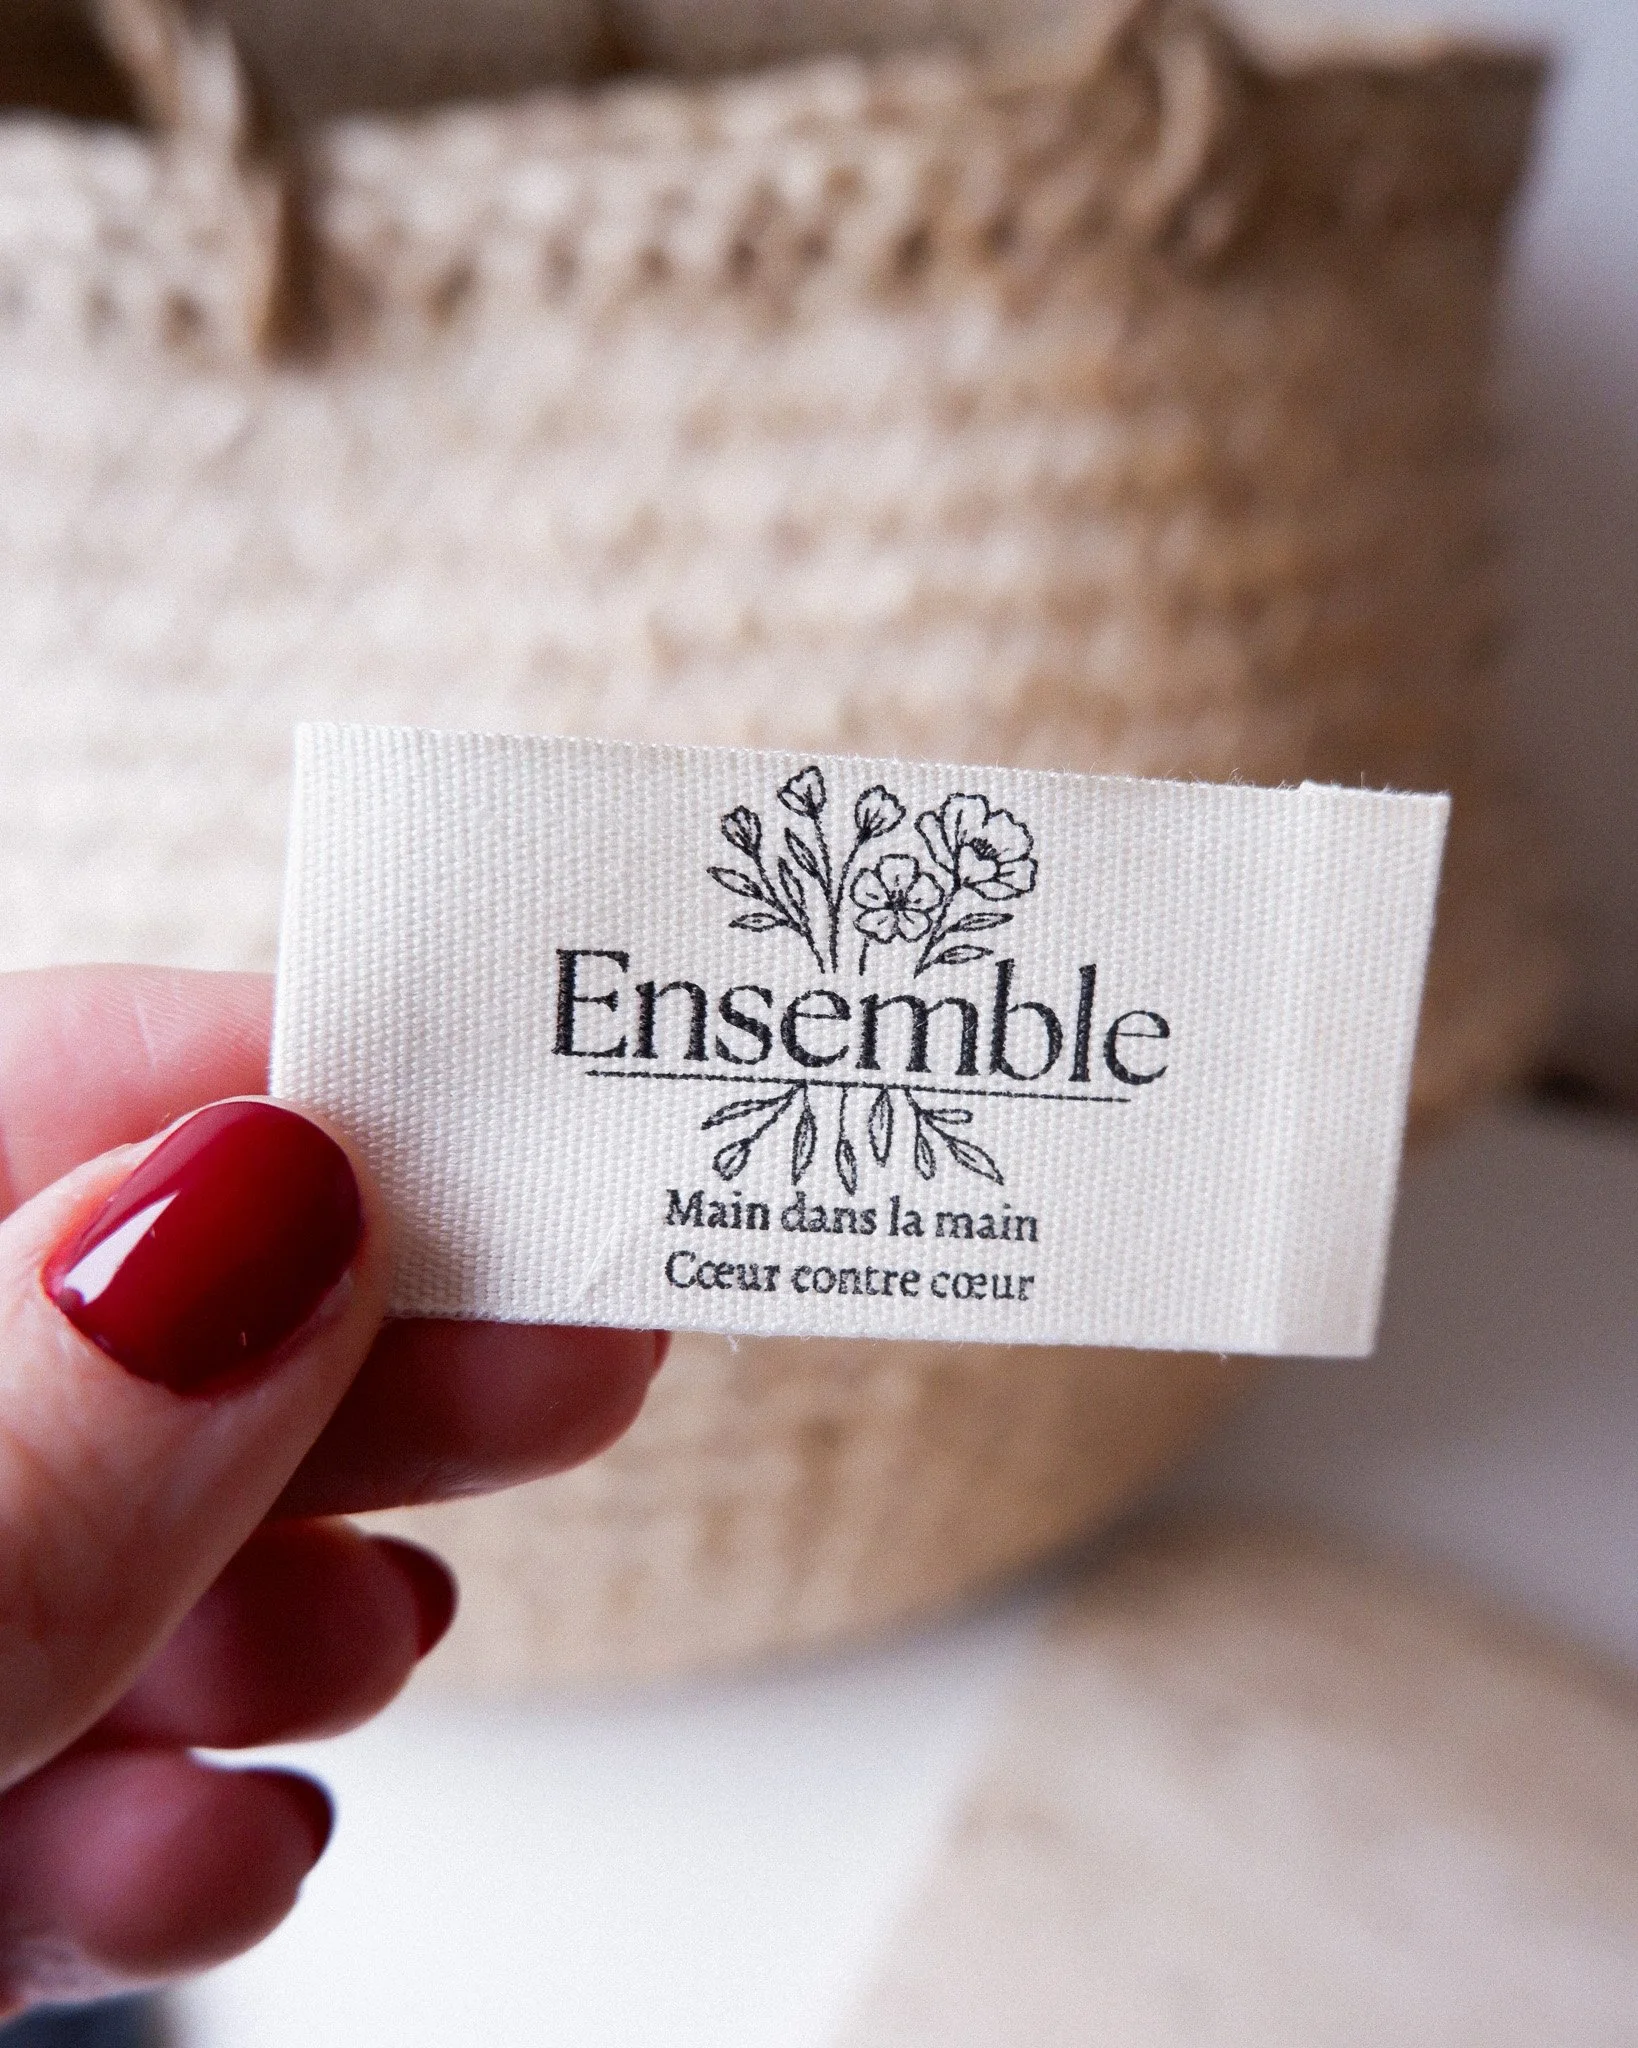 Ensemble
Main dans la main
Cœur contre cœur